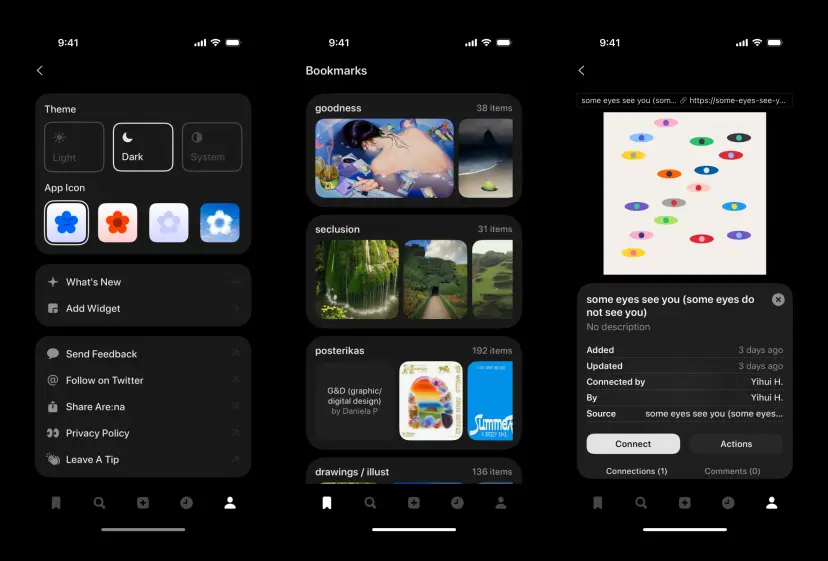 9:41
Theme
Light
Dark
System
App Icon
What's New
Add Widget
Send Feedback
Follow on Twitter
Share Are:na
Privacy Policy
Leave A Tip
9:41
Bookmarks
goodness
38 items
seclusion
31 items
posterikas
192 items
G&D (graphic/
digital design)
by Daniela P
Summer
drawings / illust
136 items
9:41
some eyes see you (som...
https://some-eyes-see-y...
some eyes see you (some eyes do
not see you)
No description
Added
3 days ago
Updated
3 days ago
Connected by
Yihui H.
By
Yihui H.
Source
some eyes see you (some eyes...
Connect
Actions
Connections (1)
Comments (0)